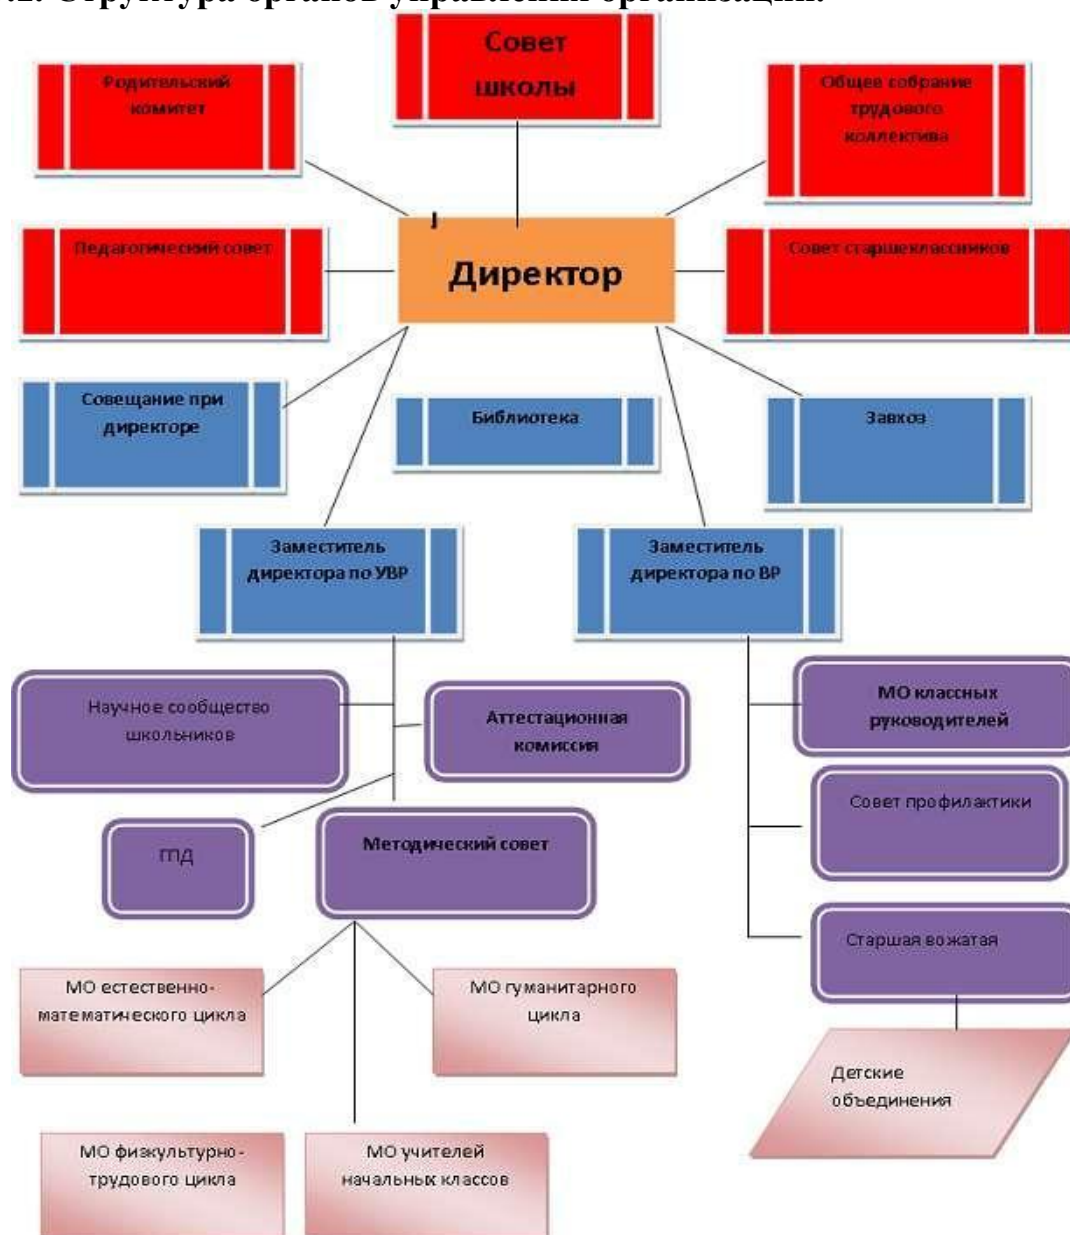 .2. Структура органов управления организации.
Совет
школы
Родительский
комитет
Общее собрание
трудового
коллектива
Педагогический совет
Директор
Совет старшеклассников
Совещание при
директоре
Библиотека
Завхоз
Заместитель
директора по УВР
Заместитель
директора по ВР
Научное сообщество
школьников
Аттестационная
комиссия
МО классных
руководителей
ГПД
Методический совет
Совет профилактики
Старшая вожатая
МО естественно-
математического цикла
МО гуманитарного
цикла
Детские
объединения
МО физкультурно-
трудового цикла
МО учителей
начальных классов